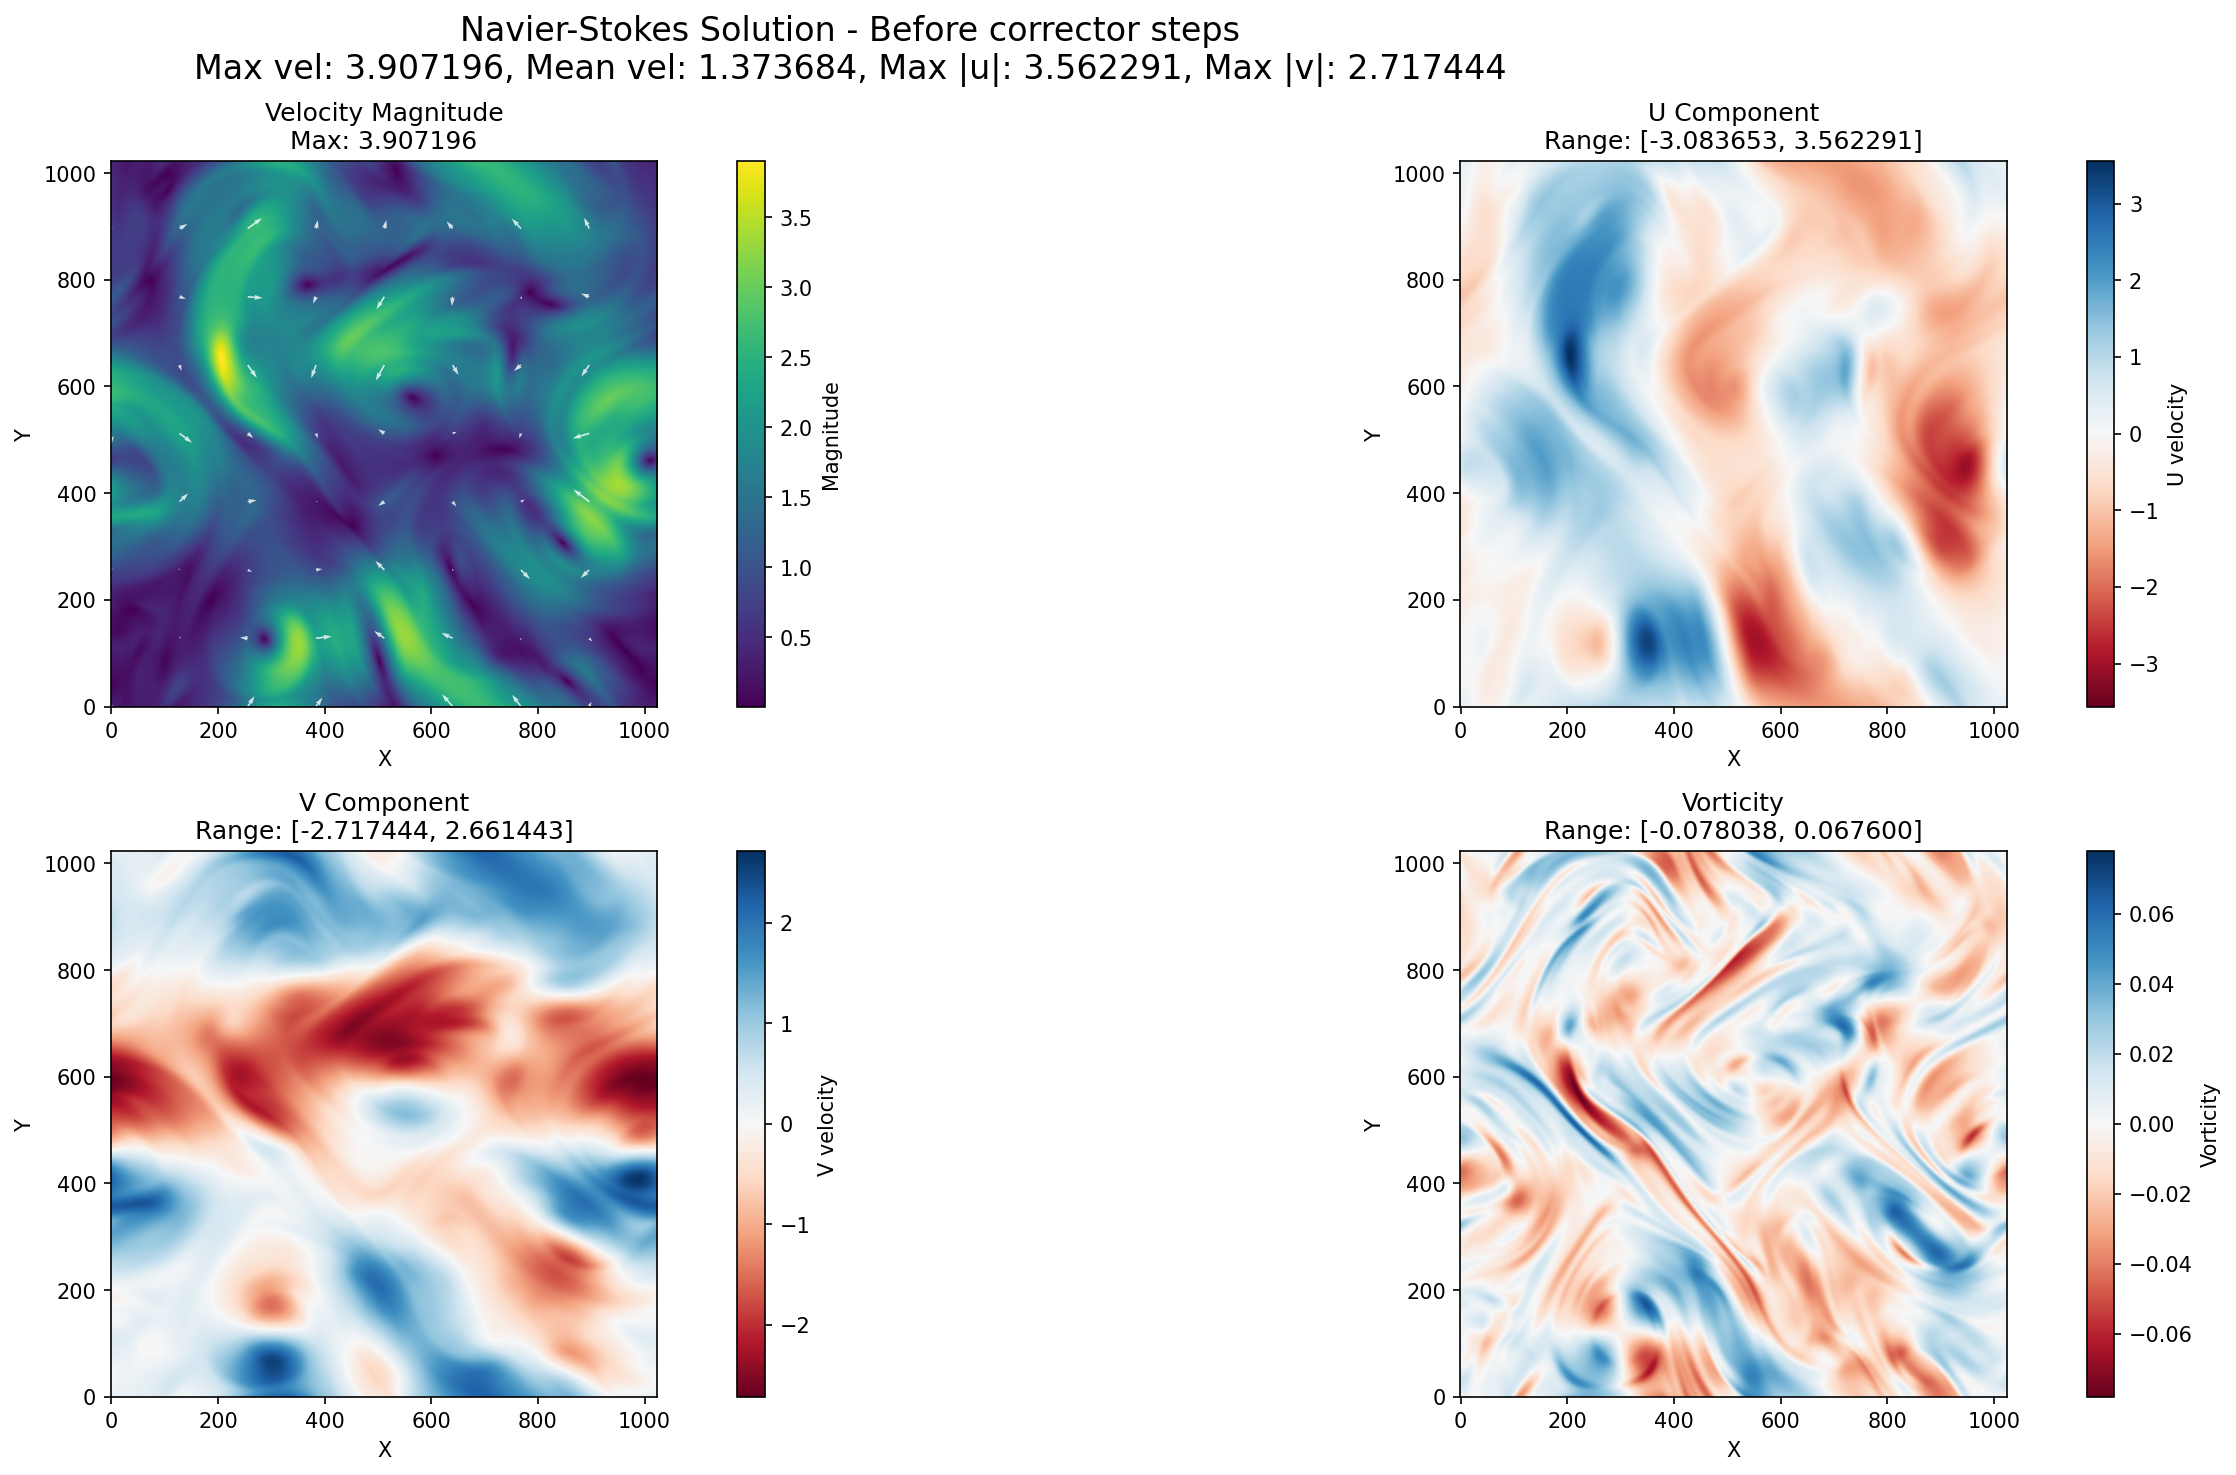 Navier-Stokes Solution - Before corrector steps
Max vel: 3.907196, Mean vel: 1.373684, Max |u|: 3.562291, Max |v|: 2.717444
Velocity Magnitude
Max: 3.907196
1000
800
600
400
200
0
Y
0 200 400 600 800 1000
X
3.5
3.0
2.5
2.0
1.5
1.0
0.5
Magnitude
U Component
Range: [-3.083653, 3.562291]
1000
800
600
400
200
0
Y
0 200 400 600 800 1000
X
3
2
1
0
−1
−2
−3
U velocity
V Component
Range: [-2.717444, 2.661443]
1000
800
600
400
200
0
Y
0 200 400 600 800 1000
X
2
1
0
−1
−2
V velocity
Vorticity
Range: [-0.078038, 0.067600]
1000
800
600
400
200
0
Y
0 200 400 600 800 1000
X
0.06
0.04
0.02
0.00
−0.02
−0.04
−0.06
Vorticity